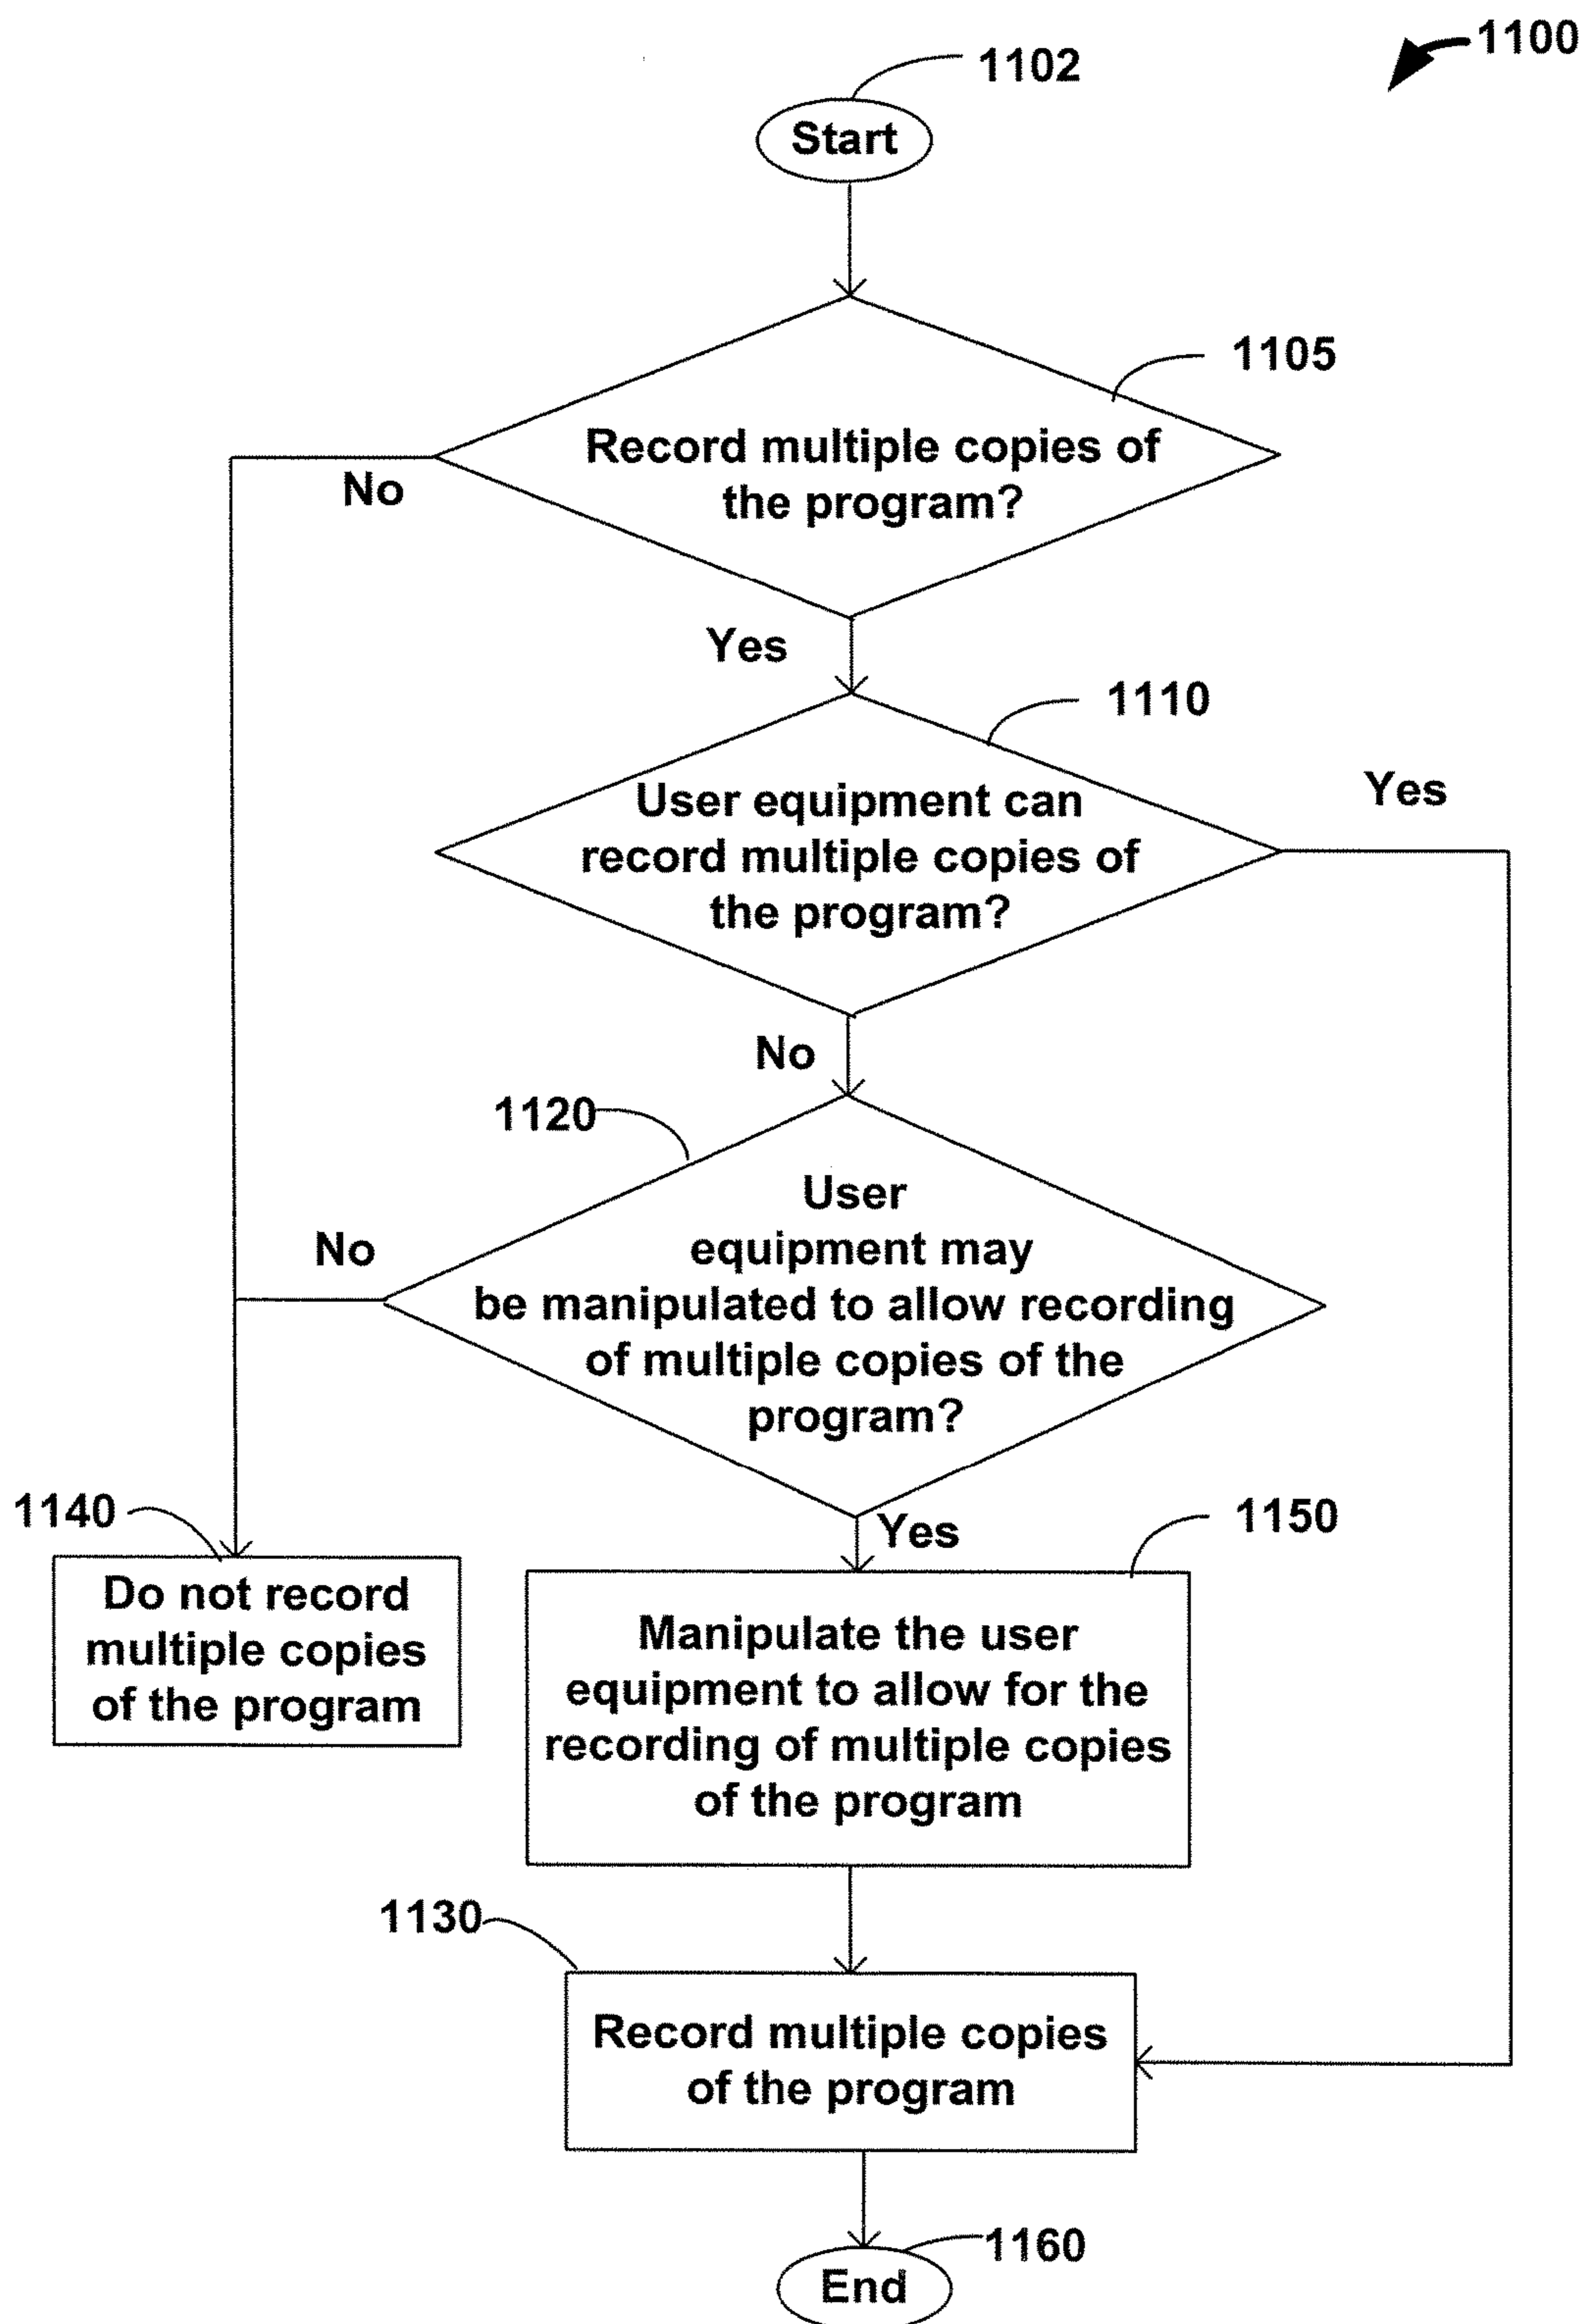 1100
1102
Start
1105
Record multiple copies of
the program?
No
Yes
1110
User equipment can
record multiple copies of
the program?
Yes
No
1120
User
equipment may
be manipulated to allow recording
of multiple copies of the
program?
No
Yes
1140
Do not record
multiple copies
of the program
1150
Manipulate the user
equipment to allow for the
recording of multiple copies
of the program
1130
Record multiple copies
of the program
1160
End